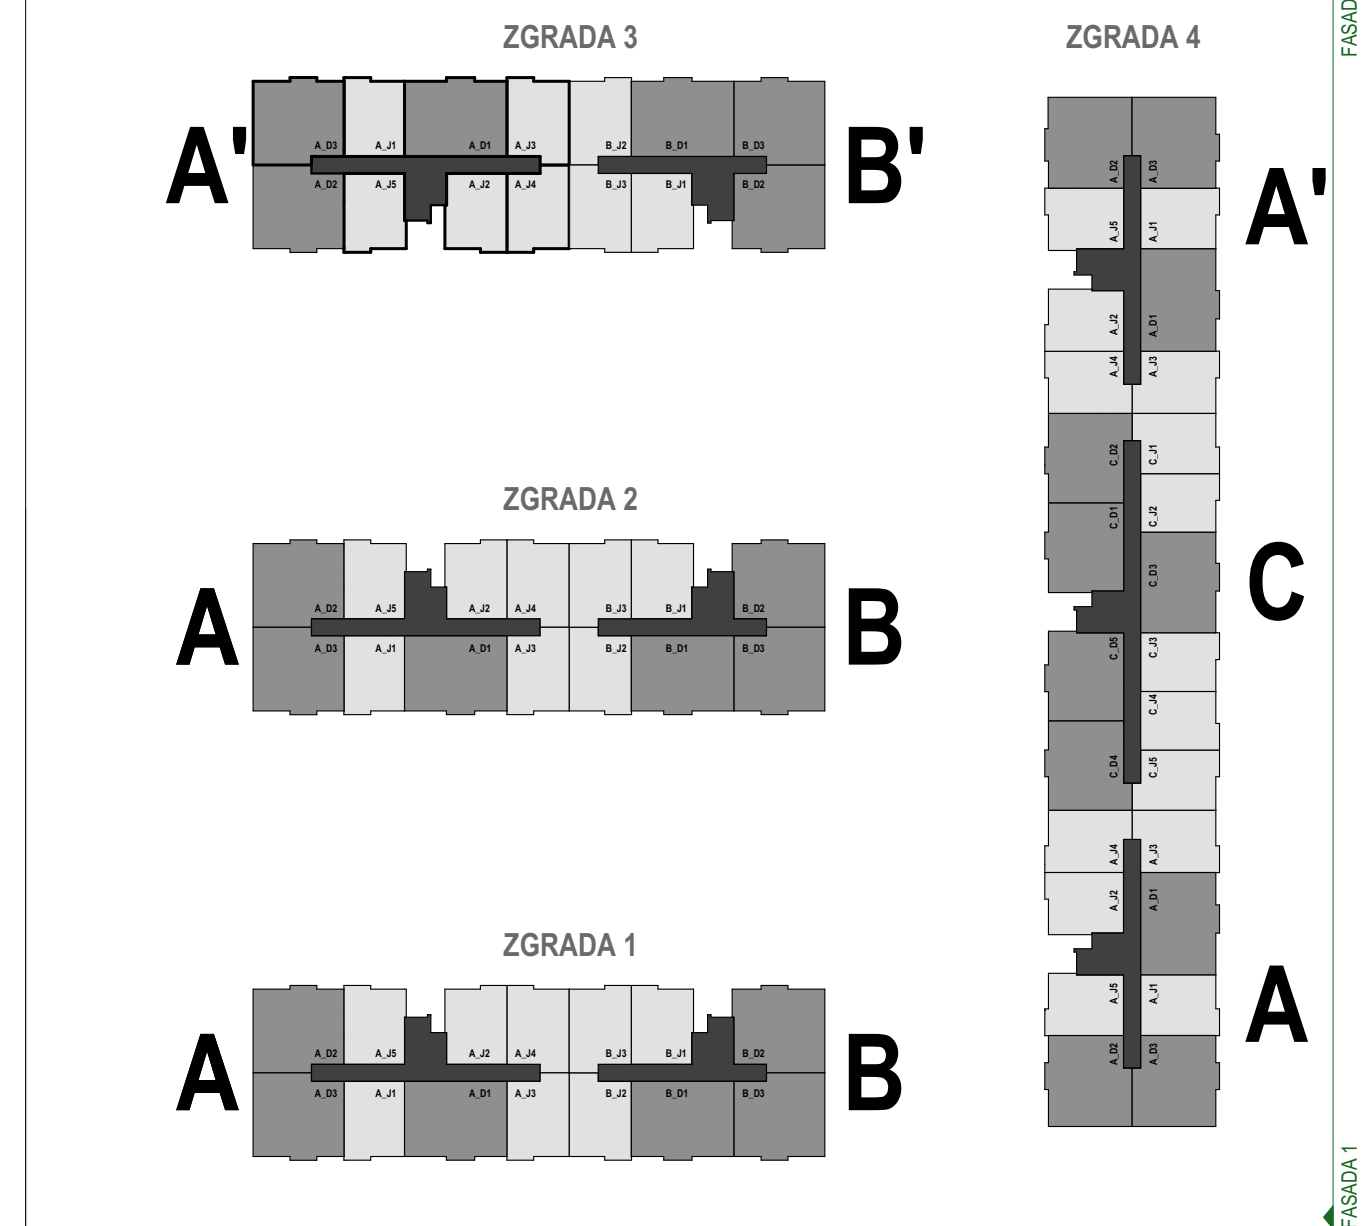 ZGRADA 3
A_D3 A_J1 A_D1 A_J3 B_J2 B_D1 B_D3
A' B'
A_D2 A_J5 A_J2 A_J4 B_J3 B_J1 B_D2
ZGRADA 2
A_D2 A_J5 A_J2 A_J4 B_J3 B_J1 B_D2
A B
A_D3 A_J1 A_D1 A_J3 B_J2 B_D1 B_D3
ZGRADA 1
A_D2 A_J5 A_J2 A_J4 B_J3 B_J1 B_D2
A B
A_D3 A_J1 A_D1 A_J3 B_J2 B_D1 B_D3
ZGRADA 4
A_D2 A_D3
A'
A_J5 A_J1
A_J2 A_D1
A_J4 A_J3
C_D2 C_J1
C_D1 C_J2
C_D3
C
C_D5 C_J3
C_J4
C_D4 C_J5
A_J4 A_J3
A_J2 A_D1
A_J5 A_J1
A
A_D2 A_D3
FASAD
FASADA 1